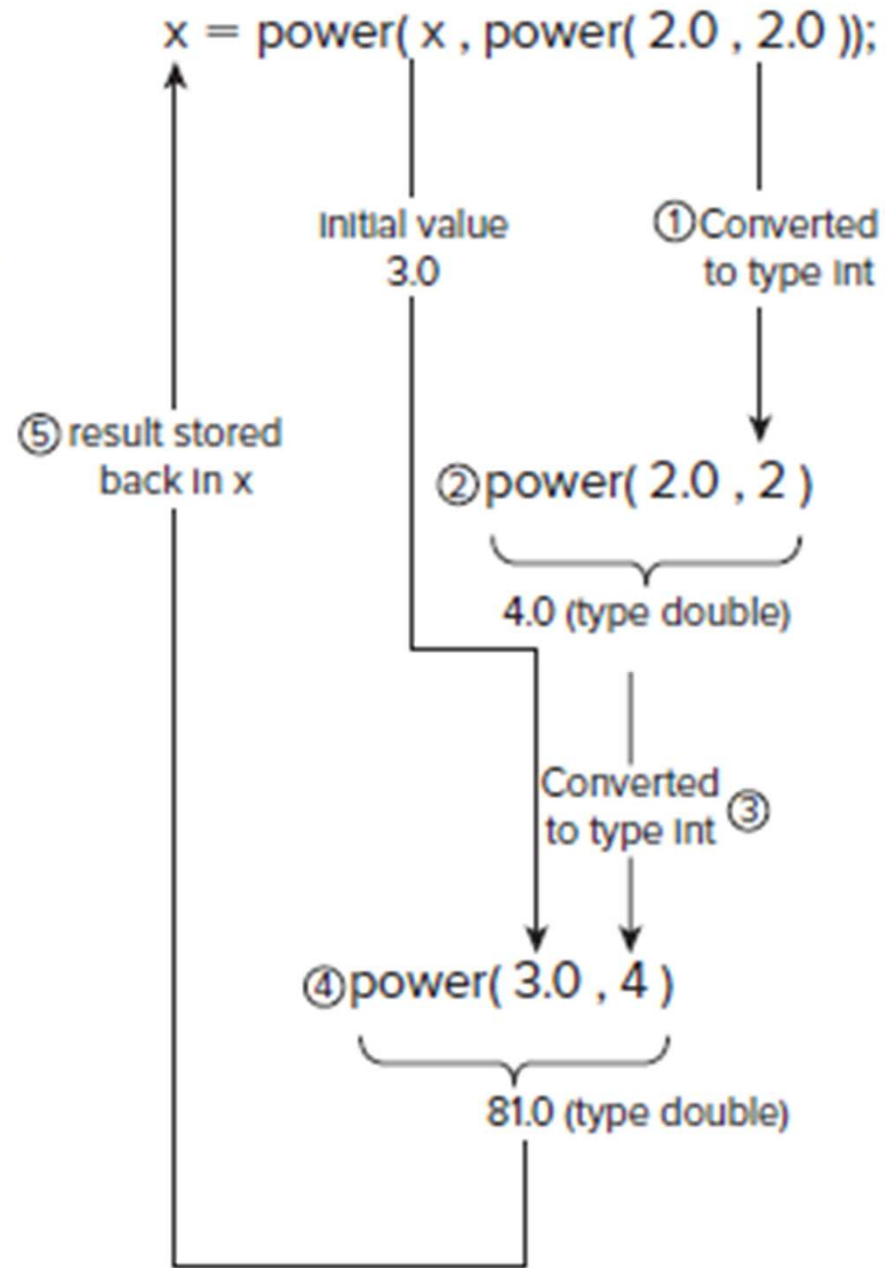 x = power( x , power( 2.0 , 2.0 ));
Initial value
3.0
① Converted
to type int
⑤ result stored
back in x
② power( 2.0 , 2 )
4.0 (type double)
Converted
to type int ③
④ power( 3.0 , 4 )
81.0 (type double)